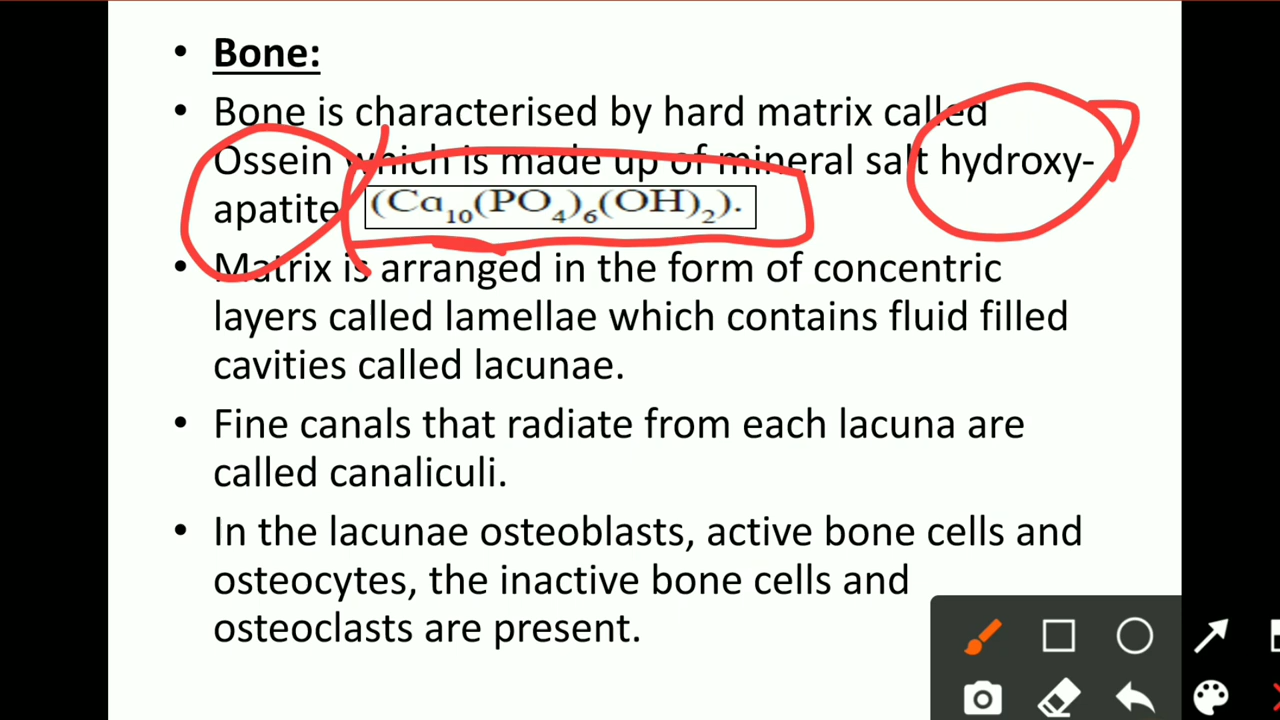 • Bone:
• Bone is characterised by hard matrix called
Ossein which is made up of mineral salt hydroxy-
apatite (Ca₁₀(PO₄)₆(OH)₂).
• Matrix is arranged in the form of concentric
layers called lamellae which contains fluid filled
cavities called lacunae.
• Fine canals that radiate from each lacuna are
called canaliculi.
• In the lacunae osteoblasts, active bone cells and
osteocytes, the inactive bone cells and
osteoclasts are present.